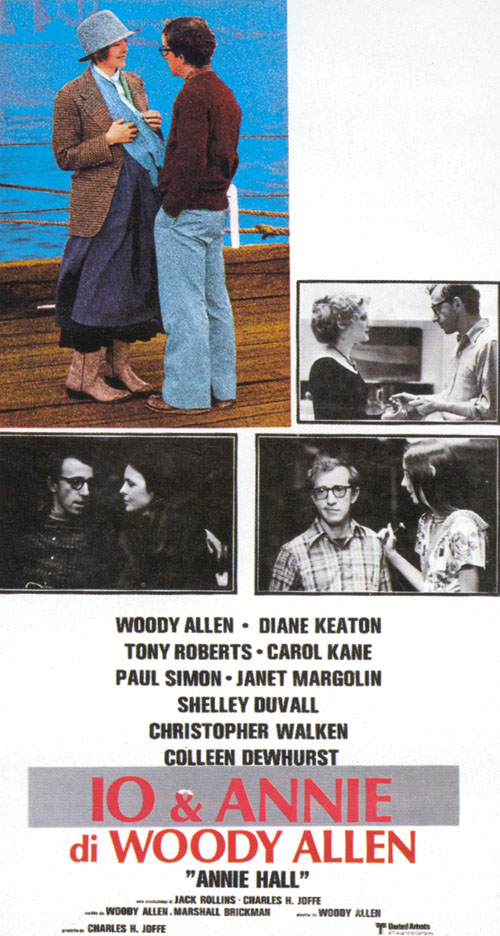 WOODY ALLEN • DIANE KEATON
TONY ROBERTS • CAROL KANE
PAUL SIMON • JANET MARGOLIN
SHELLEY DUVALL
CHRISTOPHER WALKEN
COLLEEN DEWHURST
IO & ANNIE
di WOODY ALLEN
"ANNIE HALL"
JACK ROLLINS · CHARLES H. JOFFE
WOODY ALLEN. MARSHALL BRICKMAN WOODY ALLEN
CHARLES H. JOFFE United Artists